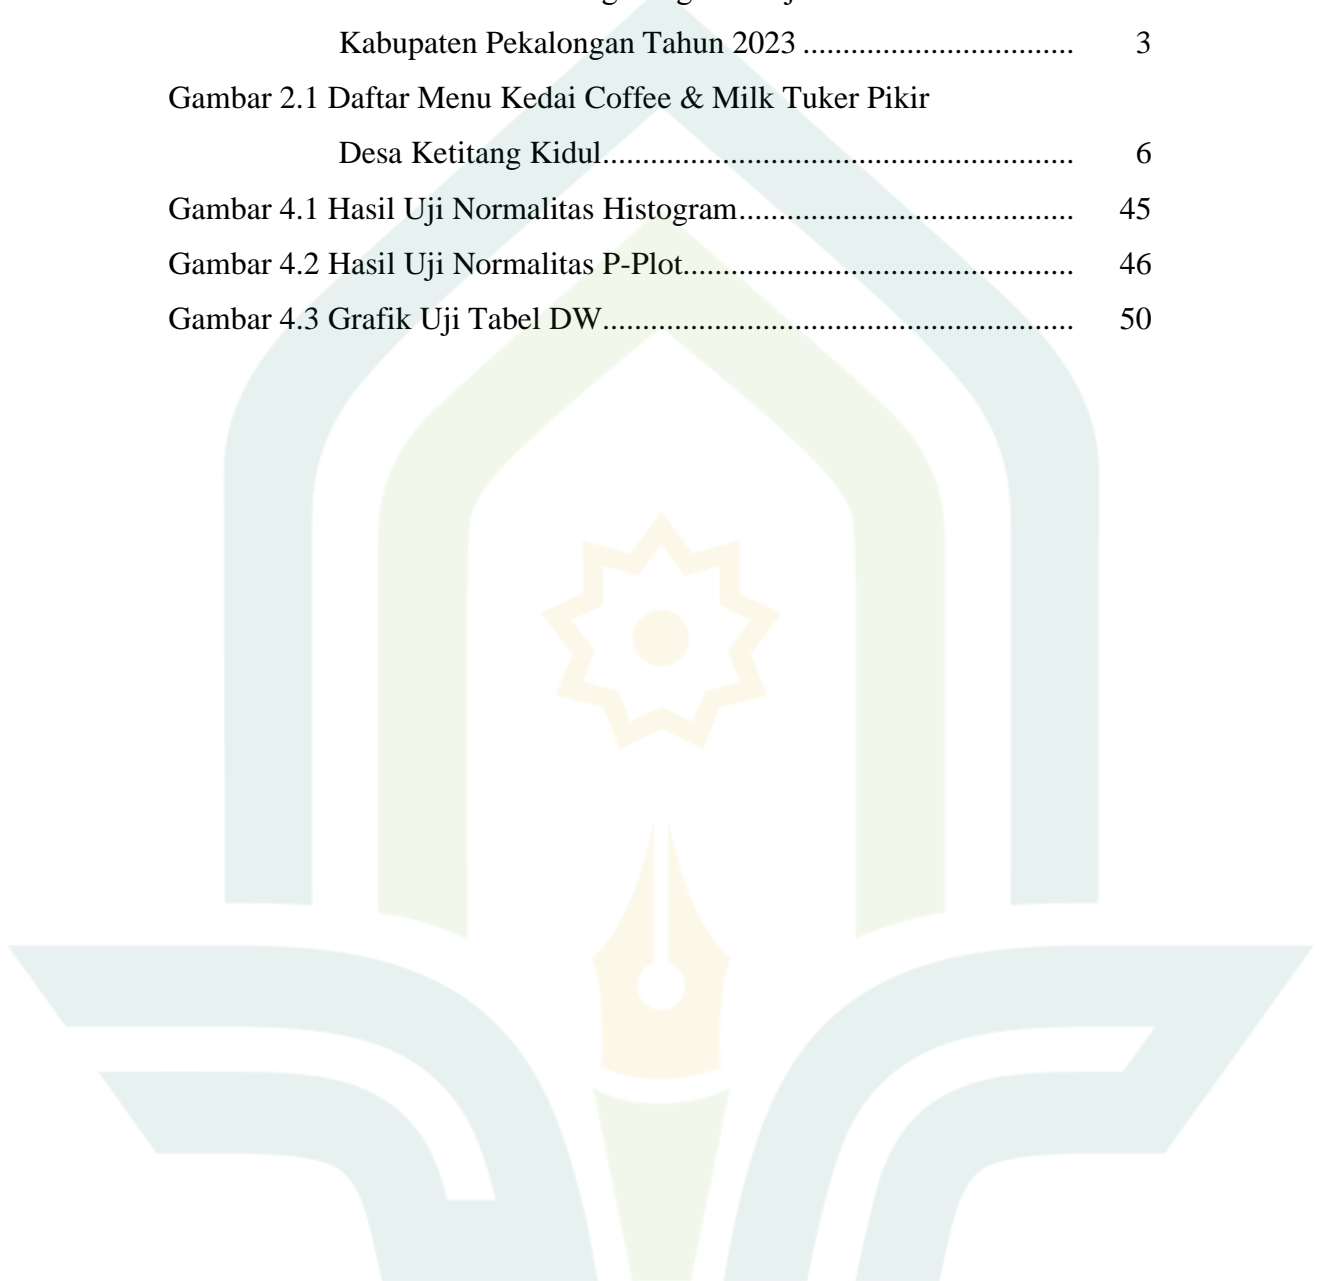 Kabupaten Pekalongan Tahun 2023 .................................. 3
Gambar 2.1 Daftar Menu Kedai Coffee & Milk Tuker Pikir
Desa Ketitang Kidul........................................................... 6
Gambar 4.1 Hasil Uji Normalitas Histogram.......................................... 45
Gambar 4.2 Hasil Uji Normalitas P-Plot................................................. 46
Gambar 4.3 Grafik Uji Tabel DW........................................................... 50